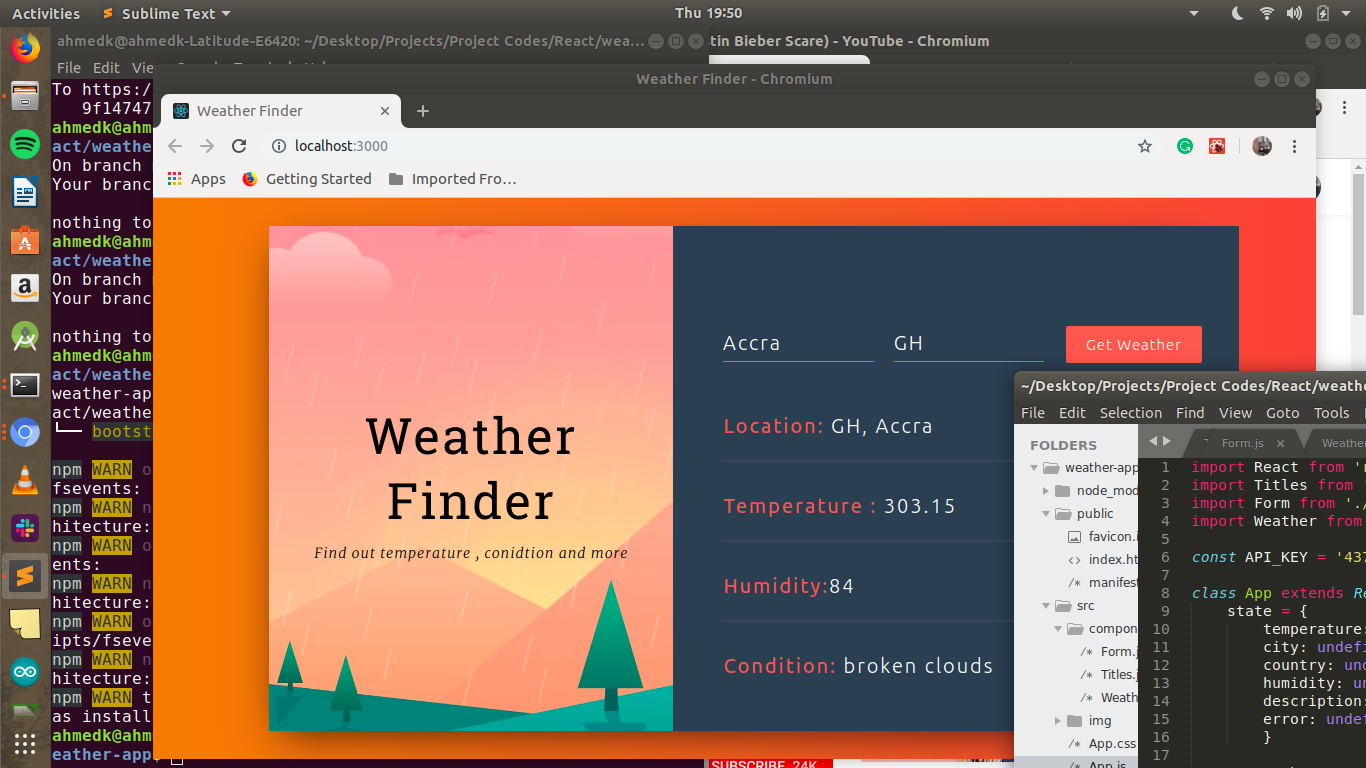 Activities
Sublime Text
Thu 19:50
ahmedk@ahmedk-Latitude-E6420: ~/Desktop/Projects/Project Codes/React/wea...
tin Bieber Scare) - YouTube - Chromium
File Edit
To https:/
9f14747
ahmedk@ahm
act/weathe
On branch
Your branc
nothing to
ahmedk@ahm
act/weathe
On branch
Your branc
nothing to
ahmedk@ahm
act/weathe
weather-ap
act/weathe
bootst
npm WARN o
fsevents:
npm WARN n
hitecture:
npm WARN o
ents:
npm WARN n
hitecture:
npm WARN o
ipts/fseve
npm WARN n
hitecture:
npm WARN t
as install
ahmedk@ahm
eather-app
Weather Finder - Chromium
Weather Finder
localhost:3000
Apps
Getting Started
Imported Fro...
Weather
Finder
Find out temperature , conidtion and more
Accra
GH
Get Weather
Location: GH, Accra
Temperature : 303.15
Humidity:84
Condition: broken clouds
SUBSCRIBE 24K
~/Desktop/Projects/Project Codes/React/weathe
File Edit Selection Find View Goto Tools
FOLDERS
weather-app
node_mod
public
favicon.i
index.ht
manifest
src
compon
Form.j
Titles.j
Weath
img
App.css
App.js
Form.js
Weather
1 import React from 'r
2 import Titles from '
3 import Form from './
4 import Weather from
5
6 const API_KEY = '437
7
8 class App extends Re
9 state = {
10 temperature:
11 city: undefi
12 country: und
13 humidity: un
14 description:
15 error: undef
16 }
17